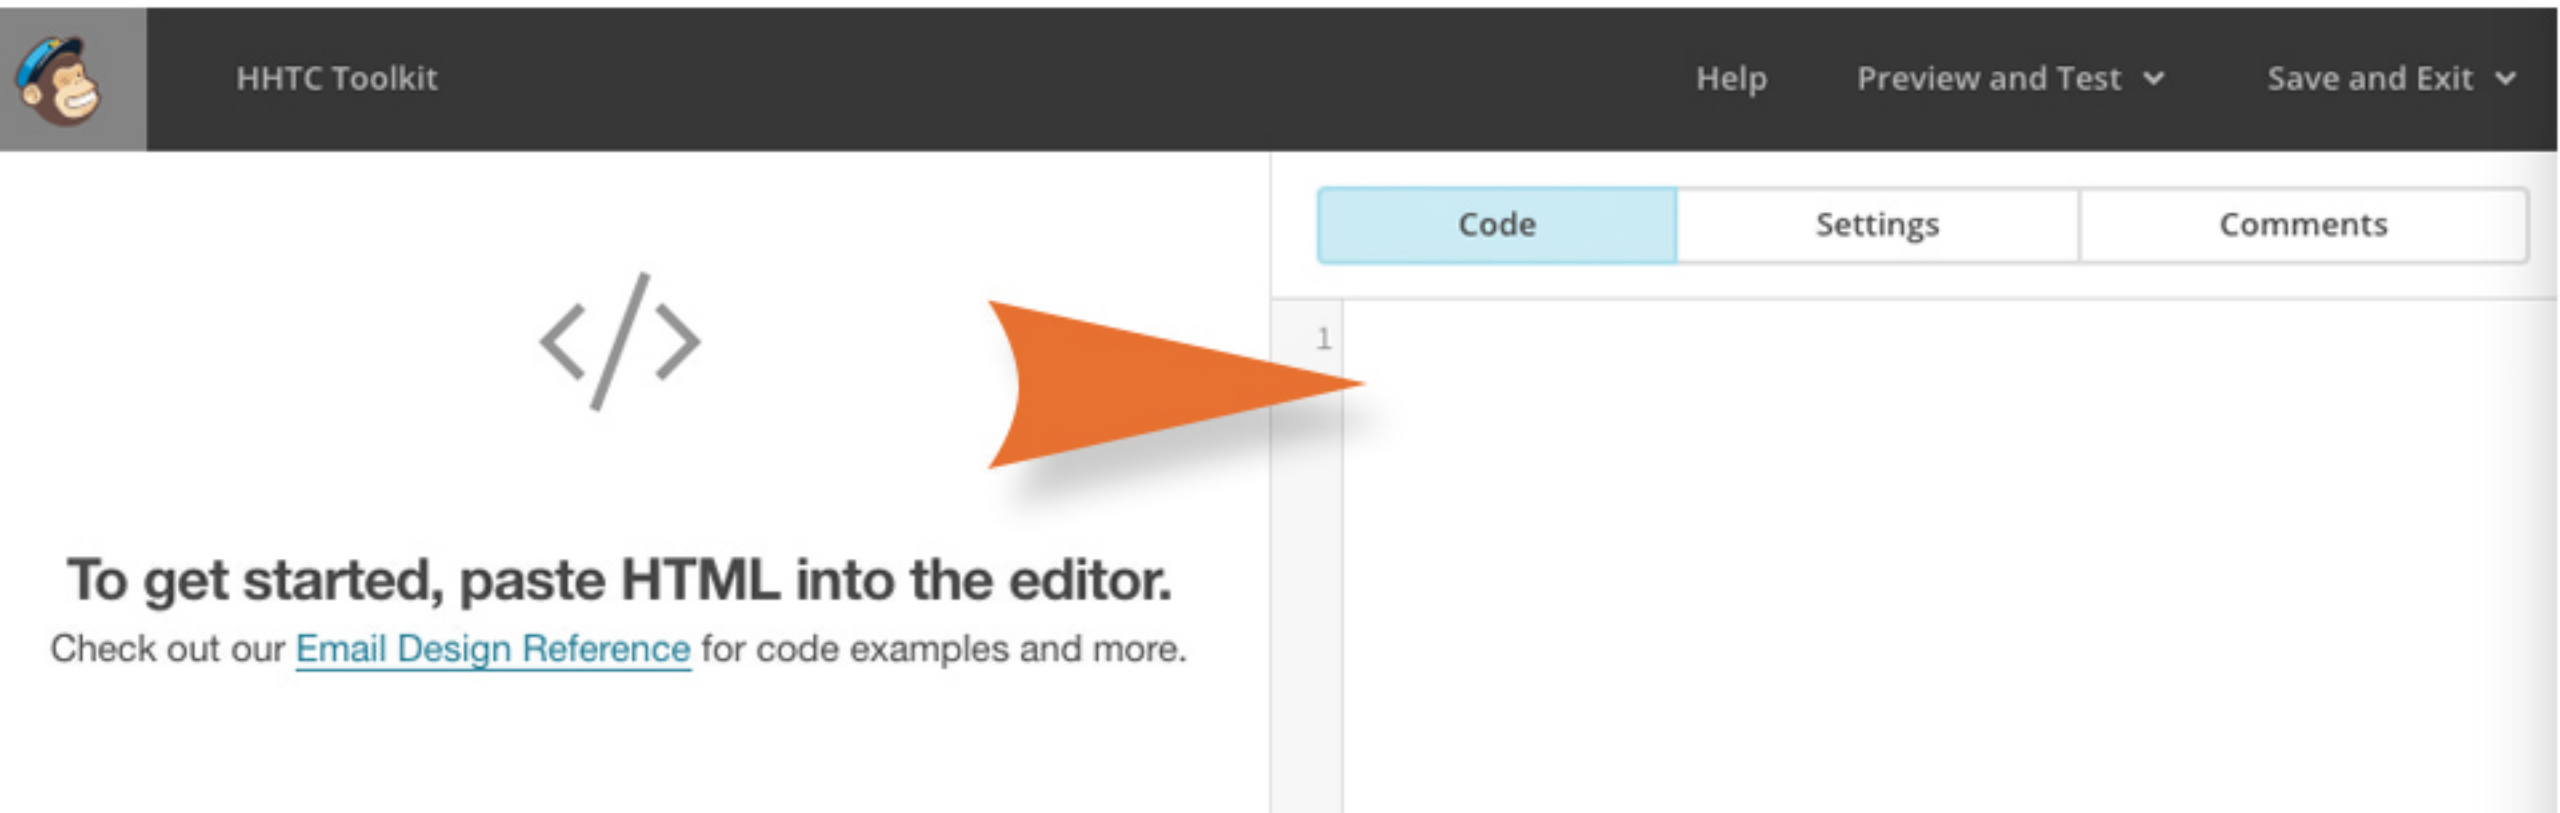 HHTC Toolkit
Help
Preview and Test
Save and Exit
Code
Settings
Comments
1
To get started, paste HTML into the editor.
Check out our Email Design Reference for code examples and more.